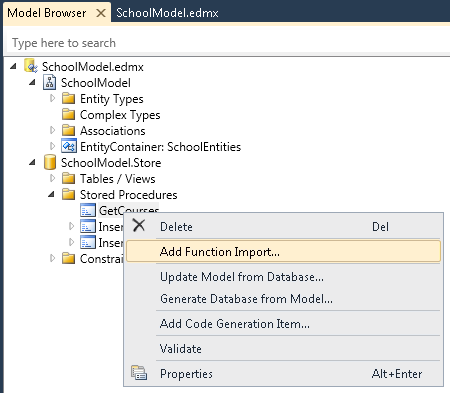 Model Browser
SchoolModel.edmx
Type here to search
SchoolModel.edmx
SchoolModel
Entity Types
Complex Types
Associations
EntityContainer: SchoolEntities
SchoolModel.Store
Tables / Views
Stored Procedures
GetCourses
Inser
Inser
Constrai
Delete Del
Add Function Import...
Update Model from Database...
Generate Database from Model...
Add Code Generation Item...
Validate
Properties Alt+Enter